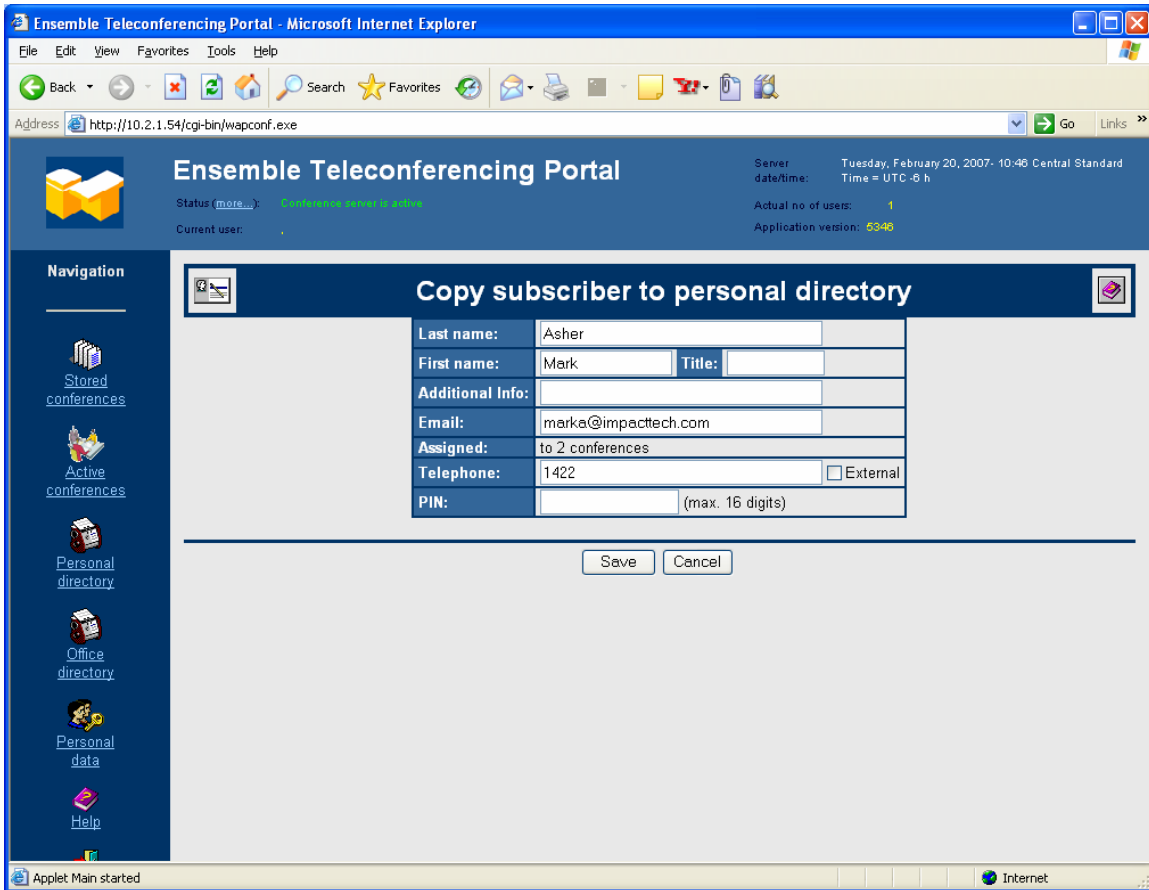 Ensemble Teleconferencing Portal - Microsoft Internet Explorer
File Edit View Favorites Tools Help
Back Search Favorites
Address http://10.2.1.54/cgi-bin/wapconf.exe Go Links »
Ensemble Teleconferencing Portal
Status (more...): Conference server is active
Current user: .
Server date/time: Tuesday, February 20, 2007- 10:46 Central Standard Time = UTC -6 h
Actual no of users: 1
Application version: 5346
Navigation
Stored
conferences
Active
conferences
Personal
directory
Office
directory
Personal
data
Help
Copy subscriber to personal directory
Last name: Asher
First name: Mark Title:
Additional Info:
Email: marka@impacttech.com
Assigned: to 2 conferences
Telephone: 1422 External
PIN: (max. 16 digits)
Save Cancel
Applet Main started Internet